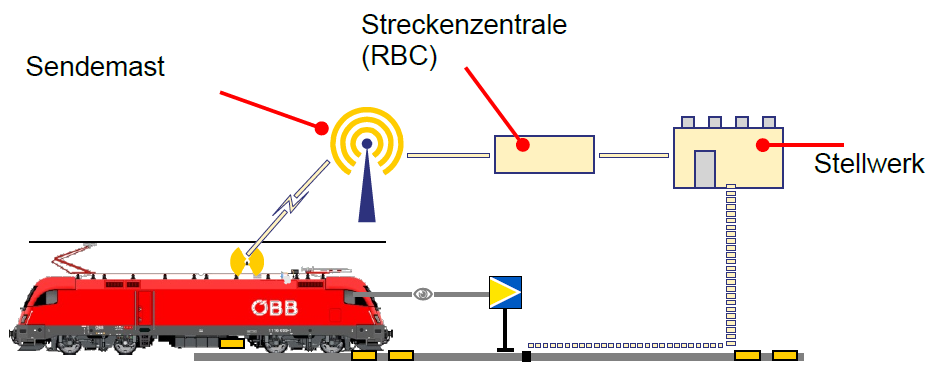 Streckenzentrale
(RBC)
Sendemast
Stellwerk
ÖBB